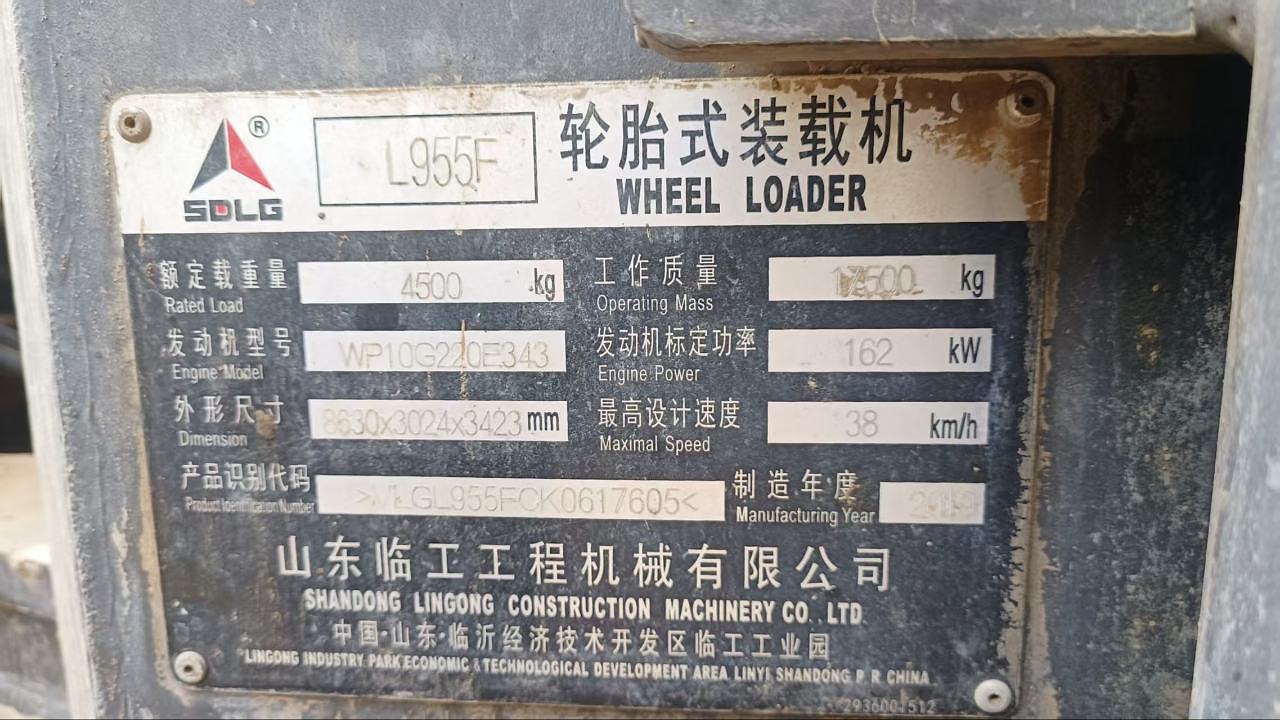 SDLG ®
L955F
轮胎式装载机
WHEEL LOADER
额定载重量 4500 kg 工作质量 kg
Rated Load Operating Mass
发动机型号 WP10G220E343 发动机标定功率 162 kW
Engine Model Engine Power
外形尺寸 8630x3024x3423 mm 最高设计速度 38 km/h
Dimension Maximal Speed
产品识别代码 制造年度
Product Identification Number Manufacturing Year
山东临工工程机械有限公司
SHANDONG LINGONG CONSTRUCTION MACHINERY CO., LTD
中国·山东·临沂经济技术开发区临工工业园
LINGONG INDUSTRY PARK ECONOMIC & TECHNOLOGICAL DEVELOPMENT AREA LINYI SHANDONG P. R CHINA
2936001512